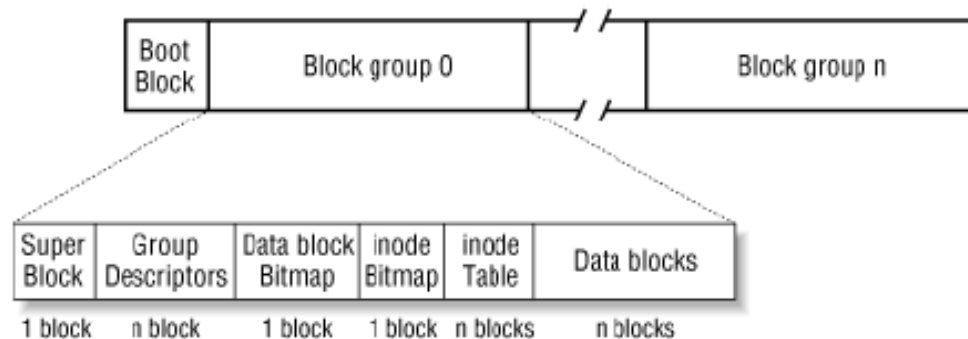 Boot
Block
Block group 0
Block group n
Super
Block
Group
Descriptors
Data block
Bitmap
inode
Bitmap
inode
Table
Data blocks
1 block
n block
1 block
1 block
n blocks
n blocks